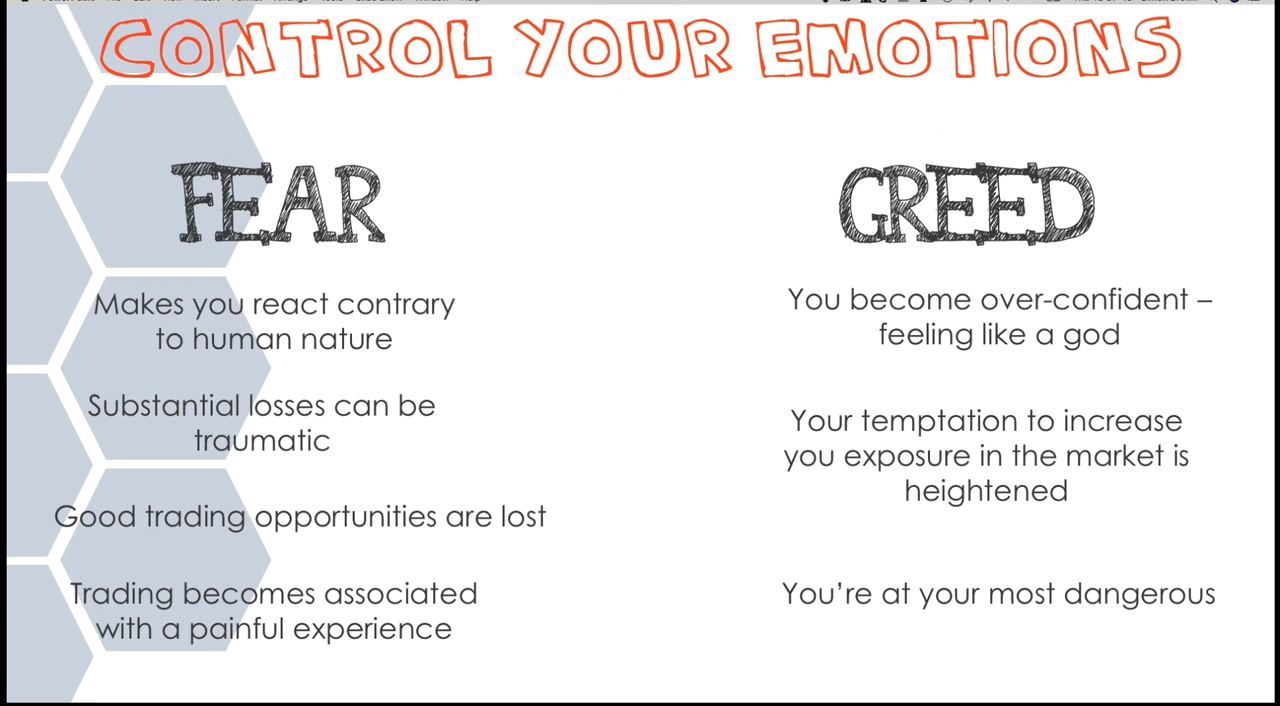 CONTROL YOUR EMOTIONS
FEAR
Makes you react contrary
to human nature
Substantial losses can be
traumatic
Good trading opportunities are lost
Trading becomes associated
with a painful experience
GREED
You become over-confident –
feeling like a god
Your temptation to increase
you exposure in the market is
heightened
You're at your most dangerous